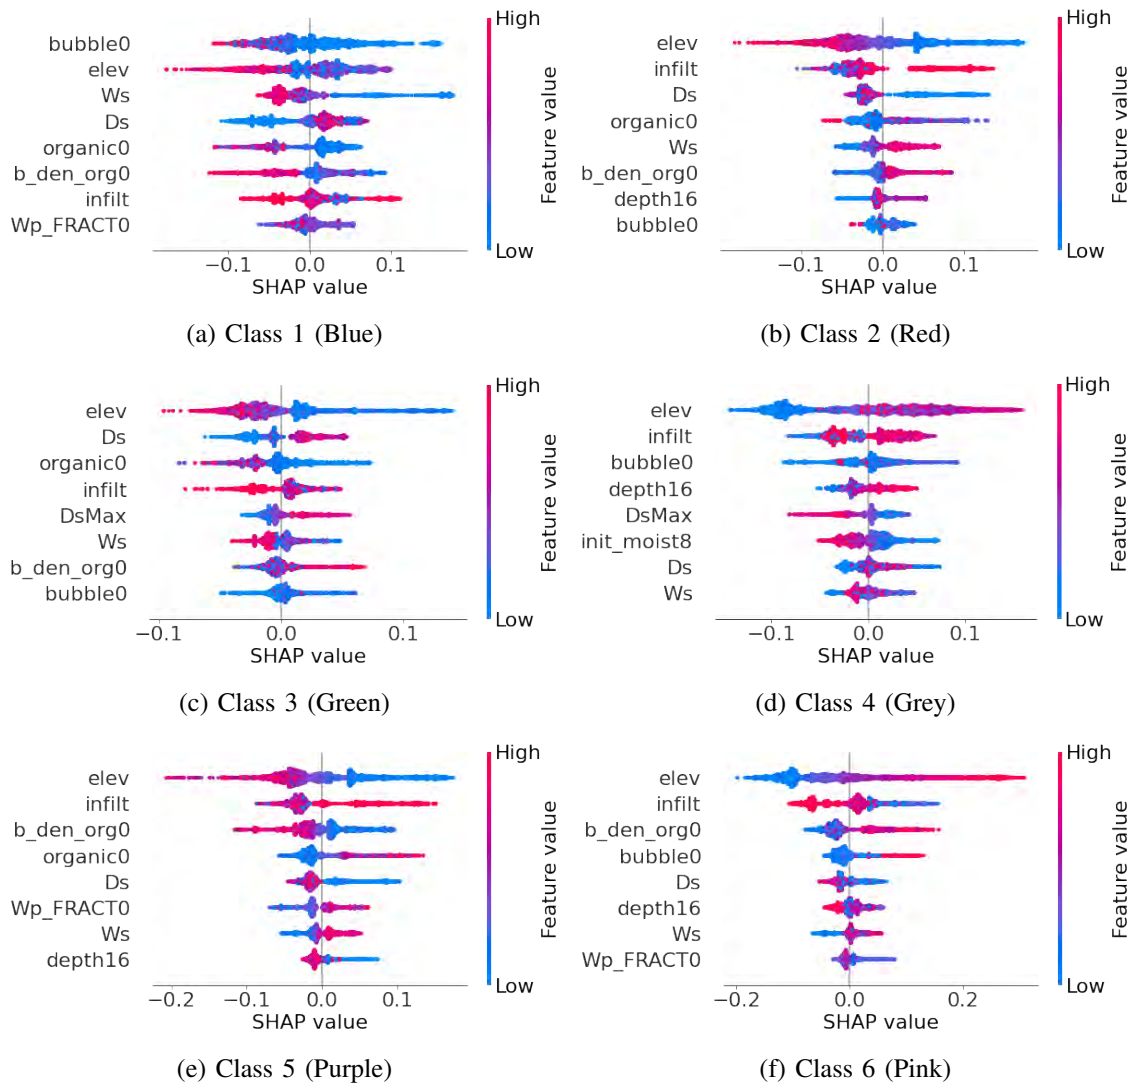 High
bubble0
elev
Ws
Ds
organic0
b_den_org0
infilt
Wp_FRACT0
Feature value
Low
−0.1 0.0 0.1
SHAP value
(a) Class 1 (Blue)
High
elev
infilt
Ds
organic0
Ws
b_den_org0
depth16
bubble0
Feature value
Low
−0.1 0.0 0.1
SHAP value
(b) Class 2 (Red)
High
elev
Ds
organic0
infilt
DsMax
Ws
b_den_org0
bubble0
Feature value
Low
−0.1 0.0 0.1
SHAP value
(c) Class 3 (Green)
High
elev
infilt
bubble0
depth16
DsMax
init_moist8
Ds
Ws
Feature value
Low
−0.1 0.0 0.1
SHAP value
(d) Class 4 (Grey)
High
elev
infilt
b_den_org0
organic0
Ds
Wp_FRACT0
Ws
depth16
Feature value
Low
−0.2 −0.1 0.0 0.1
SHAP value
(e) Class 5 (Purple)
High
elev
infilt
b_den_org0
bubble0
Ds
depth16
Ws
Wp_FRACT0
Feature value
Low
−0.2 0.0 0.2
SHAP value
(f) Class 6 (Pink)